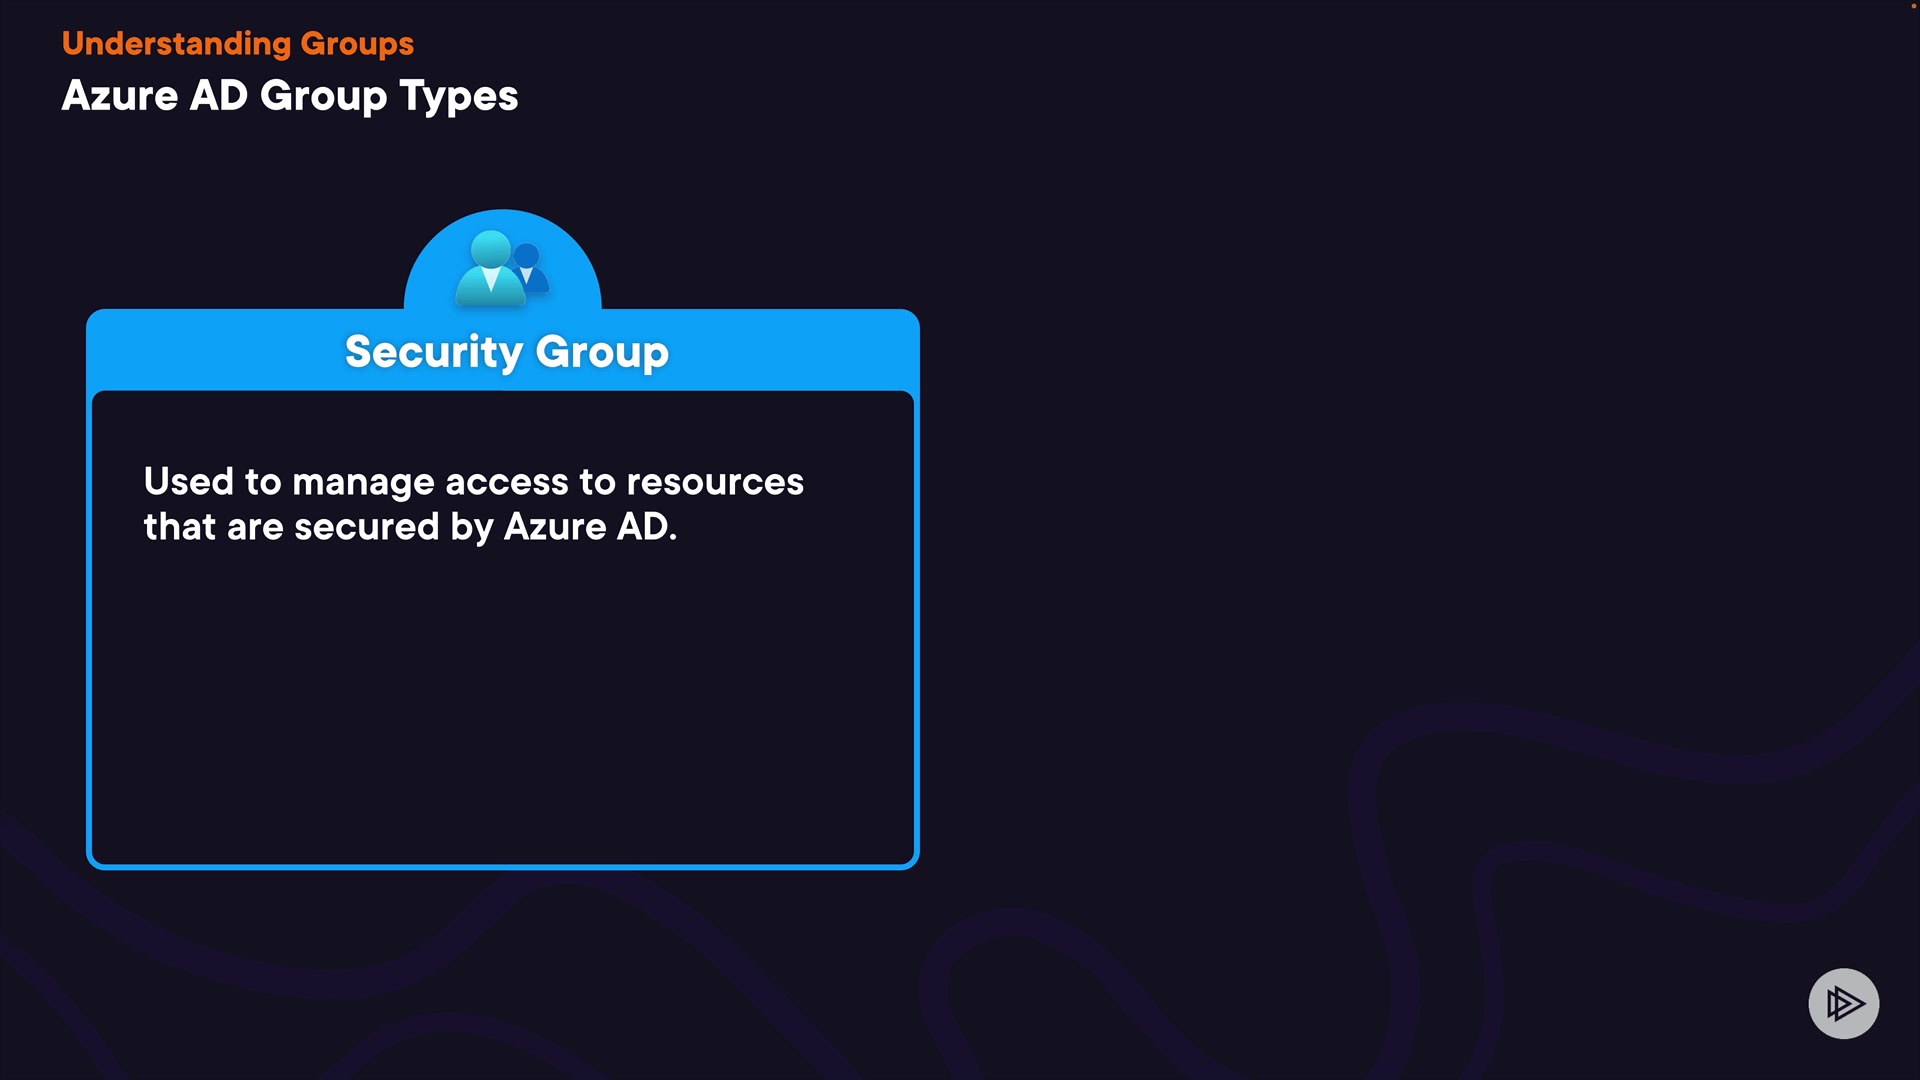 Understanding Groups
Azure AD Group Types
Security Group
Used to manage access to resources
that are secured by Azure AD.